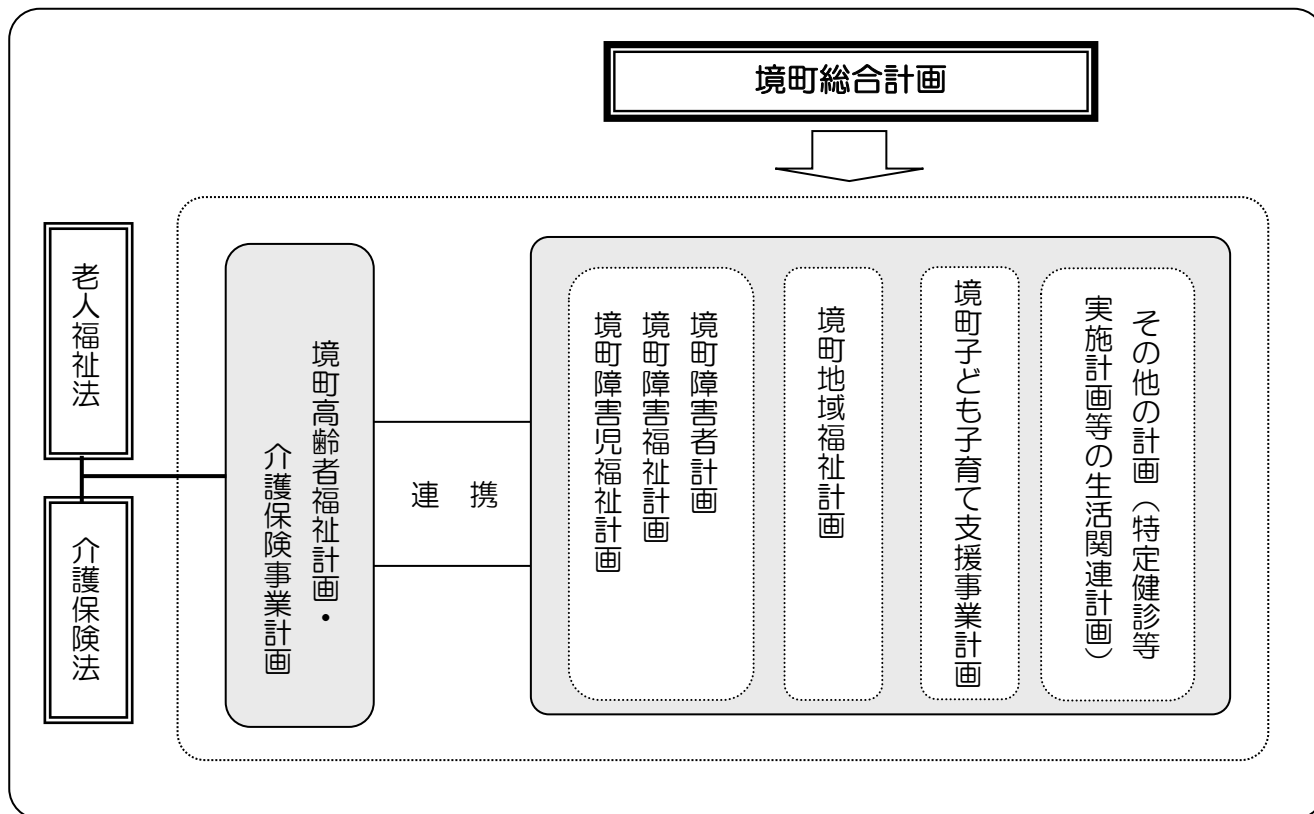 境町総合計画
老人福祉法
介護保険法
境町高齢者福祉計画・
介護保険事業計画
連　携
境町障害者計画
境町障害福祉計画
境町障害児福祉計画
境町地域福祉計画
境町子ども子育て支援事業計画
その他の計画（特定健診等
実施計画等の生活関連計画）